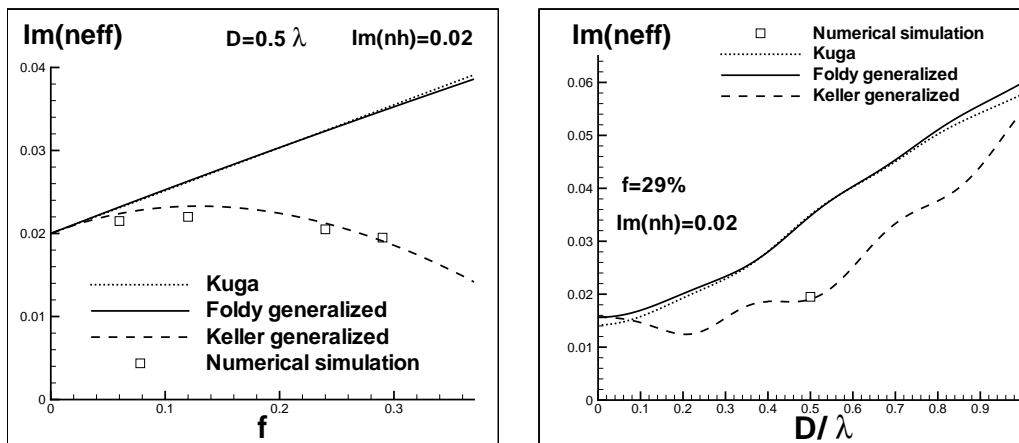 Im(neff)
D=0.5 λ Im(nh)=0.02
0.04
0.03
0.02
0.01
0
Kuga
Foldy generalized
Keller generalized
Numerical simulation
0 0.1 0.2 0.3
f
Im(neff)
Numerical simulation
Kuga
Foldy generalized
Keller generalized
0.06
0.05
0.04
0.03
0.02
0.01
0
f=29%
Im(nh)=0.02
0 0.1 0.2 0.3 0.4 0.5 0.6 0.7 0.8 0.9
D/ λ